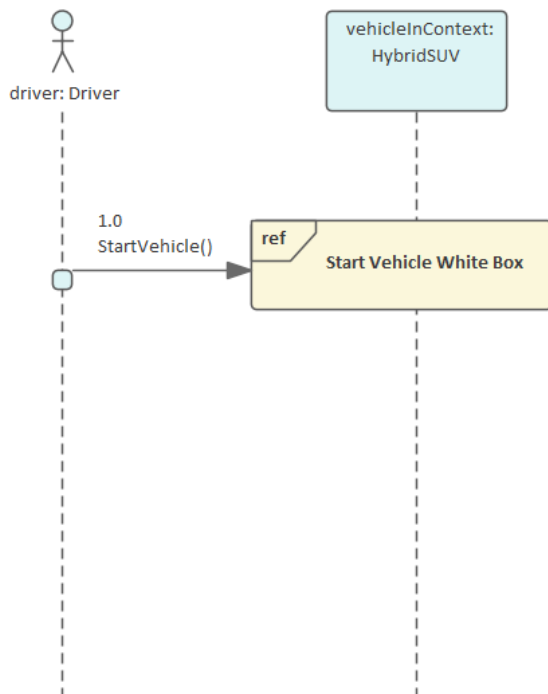 vehicleInContext:
HybridSUV
driver: Driver
1.0
StartVehicle()
ref
Start Vehicle White Box